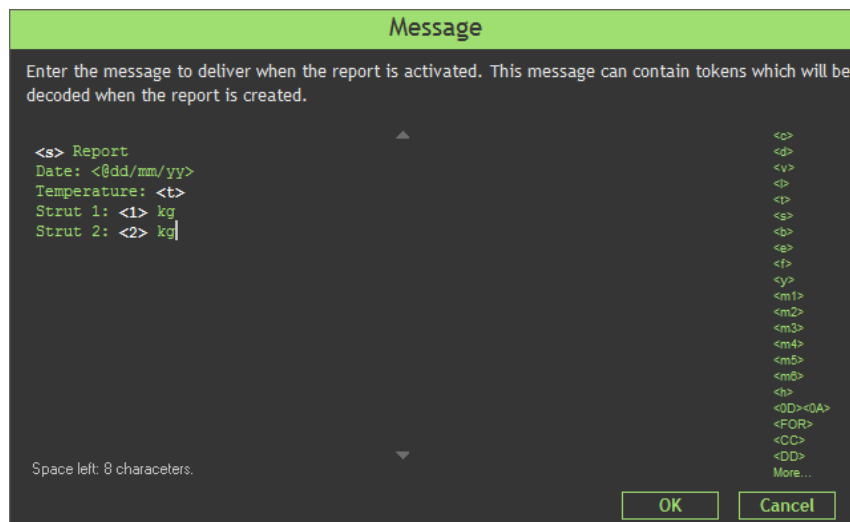 Message
Enter the message to deliver when the report is activated. This message can contain tokens which will be
decoded when the report is created.
<s> Report
Date: <@dd/mm/yy>
Temperature: <t>
Strut 1: <1> kg
Strut 2: <2> kg
Space left: 8 characeters.
<c>
<d>
<v>
<l>
<t>
<s>
<b>
<e>
<f>
<y>
<m1>
<m2>
<m3>
<m4>
<m5>
<m6>
<h>
<0D><0A>
<FOR>
<CC>
<DD>
More...
OK
Cancel